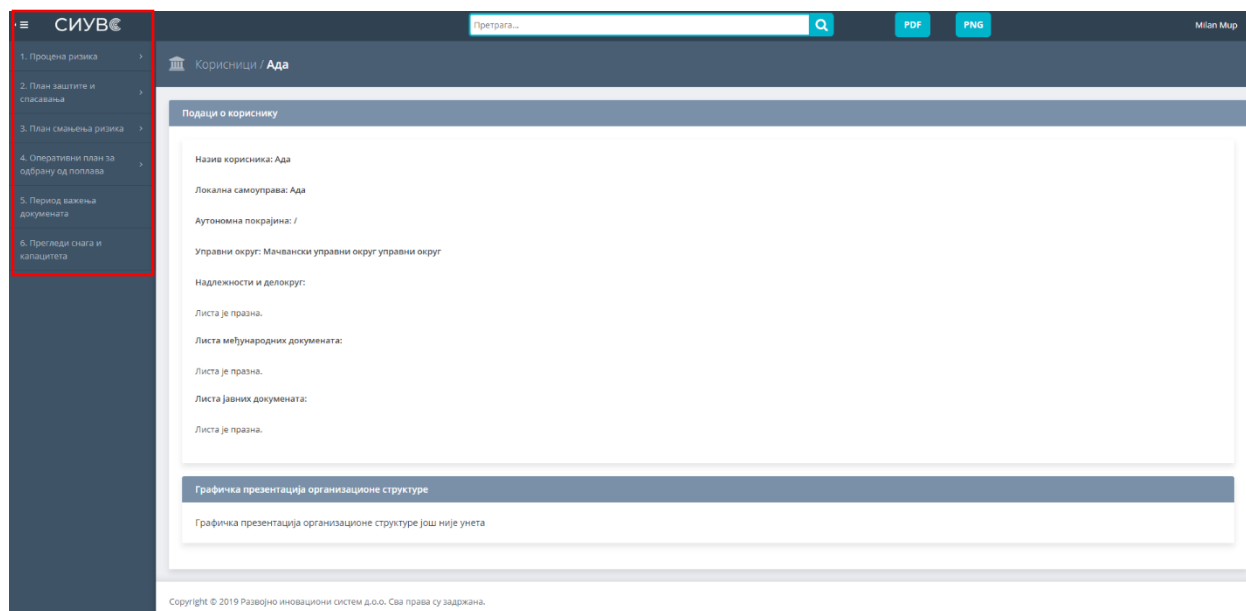 СИУВС
Претрага...
PDF
PNG
Milan Mup
1. Процена ризика
2. План заштите и
спасавања
3. План смањења ризика
4. Оперативни план за
одбрану од поплава
5. Период важења
докумената
6. Прегледи снага и
капацитета
Корисници / Ада
Подаци о кориснику
Назив корисника: Ада
Локална самоуправа: Ада
Аутономна покрајина: /
Управни округ: Мачвански управни округ управни округ
Надлежности и делокруг:
Листа је празна.
Листа међународних докумената:
Листа је празна.
Листа јавних докумената:
Листа је празна.
Графичка презентација организационе структуре
Графичка презентација организационе структуре још није унета
Copyright © 2019 Развојно иновациони систем д.о.о. Сва права су задржана.